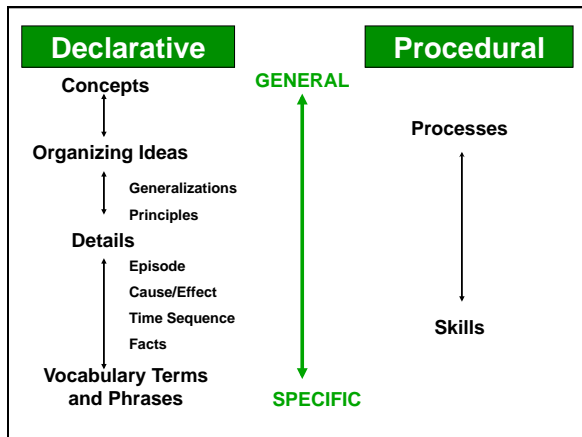 Declarative
Concepts
Organizing Ideas
Generalizations
Principles
Details
Episode
Cause/Effect
Time Sequence
Facts
Vocabulary Terms
and Phrases
GENERAL
SPECIFIC
Procedural
Processes
Skills